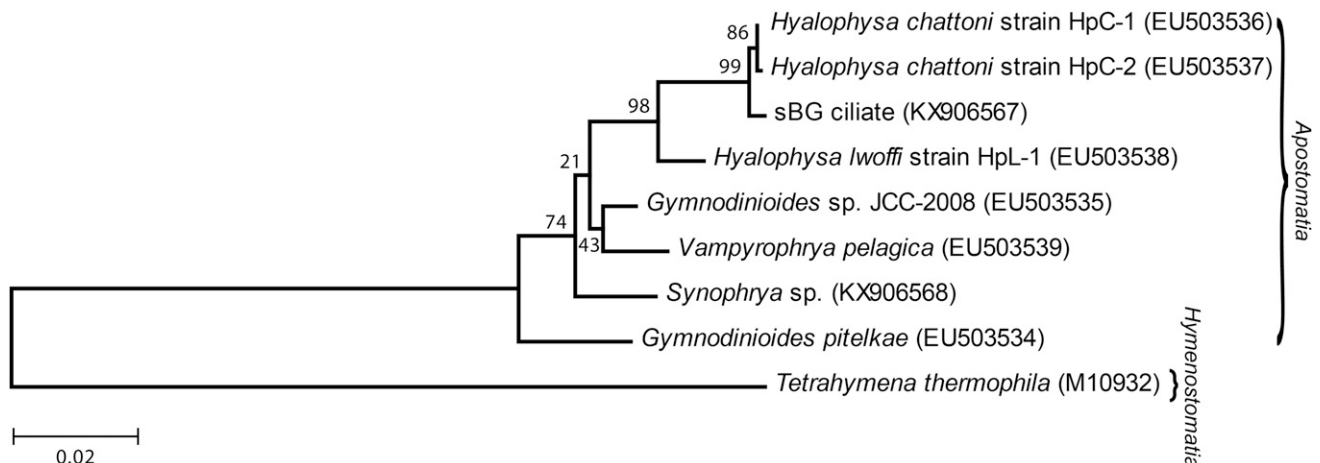 86
Hyalophysa chattoni strain HpC-1 (EU503536)
99
Hyalophysa chattoni strain HpC-2 (EU503537)
98
sBG ciliate (KX906567)
Hyalophysa lwoffi strain HpL-1 (EU503538)
21
Gymnodinioides sp. JCC-2008 (EU503535)
74
43
Vampyrophrya pelagica (EU503539)
Synophrya sp. (KX906568)
Gymnodinioides pitelkae (EU503534)
Tetrahymena thermophila (M10932)
Apostomatia
Hymenostomatia
0.02